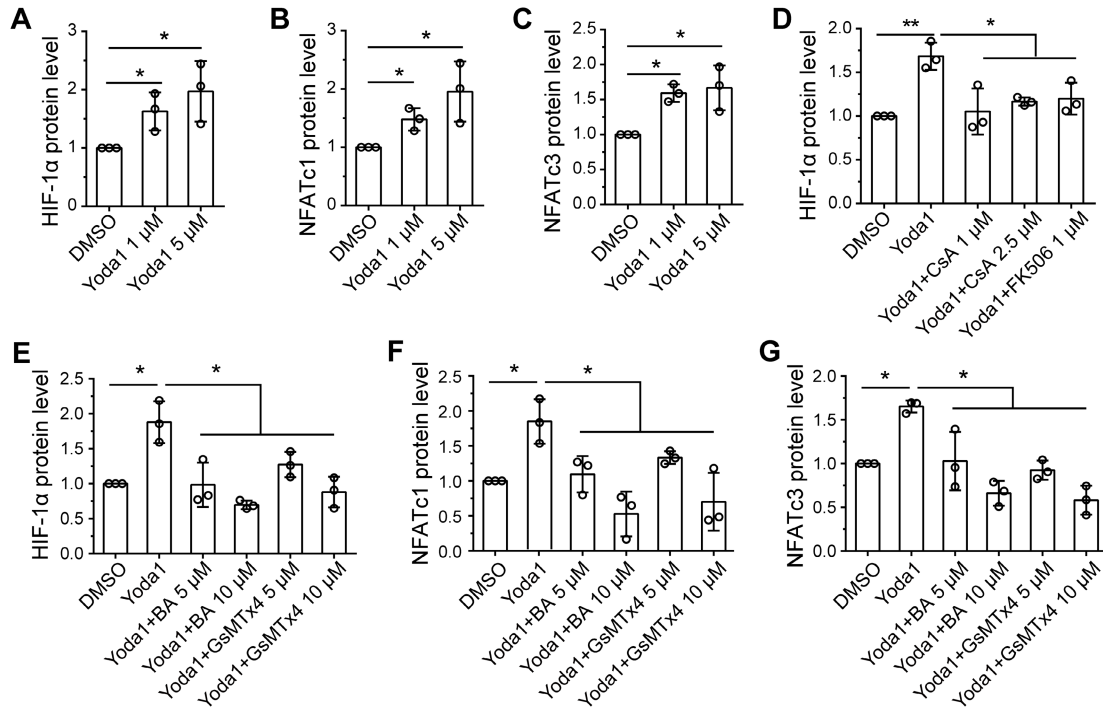 A
HIF-1α protein level
3
2
1
0
*
*
DMSO
Yoda1 1 μM
Yoda1 5 μM
B
NFATc1 protein level
3
2
1
0
*
*
DMSO
Yoda1 1 μM
Yoda1 5 μM
C
NFATc3 protein level
2.5
2.0
1.5
1.0
0.5
0.0
*
*
DMSO
Yoda1 1 μM
Yoda1 5 μM
D
HIF-1α protein level
2.0
1.5
1.0
0.5
0.0
**
*
DMSO
Yoda1
Yoda1+CsA 1 μM
Yoda1+CsA 2.5 μM
Yoda1+FK506 1 μM
E
HIF-1α protein level
2.5
2.0
1.5
1.0
0.5
0.0
*
*
DMSO
Yoda1
Yoda1+BA 5 μM
Yoda1+BA 10 μM
Yoda1+GsMTx4 5 μM
Yoda1+GsMTx4 10 μM
F
NFATc1 protein level
2.5
2.0
1.5
1.0
0.5
0.0
*
*
DMSO
Yoda1
Yoda1+BA 5 μM
Yoda1+BA 10 μM
Yoda1+GsMTx4 5 μM
Yoda1+GsMTx4 10 μM
G
NFATc3 protein level
2.0
1.5
1.0
0.5
0.0
*
*
DMSO
Yoda1
Yoda1+BA 5 μM
Yoda1+BA 10 μM
Yoda1+GsMTx4 5 μM
Yoda1+GsMTx4 10 μM